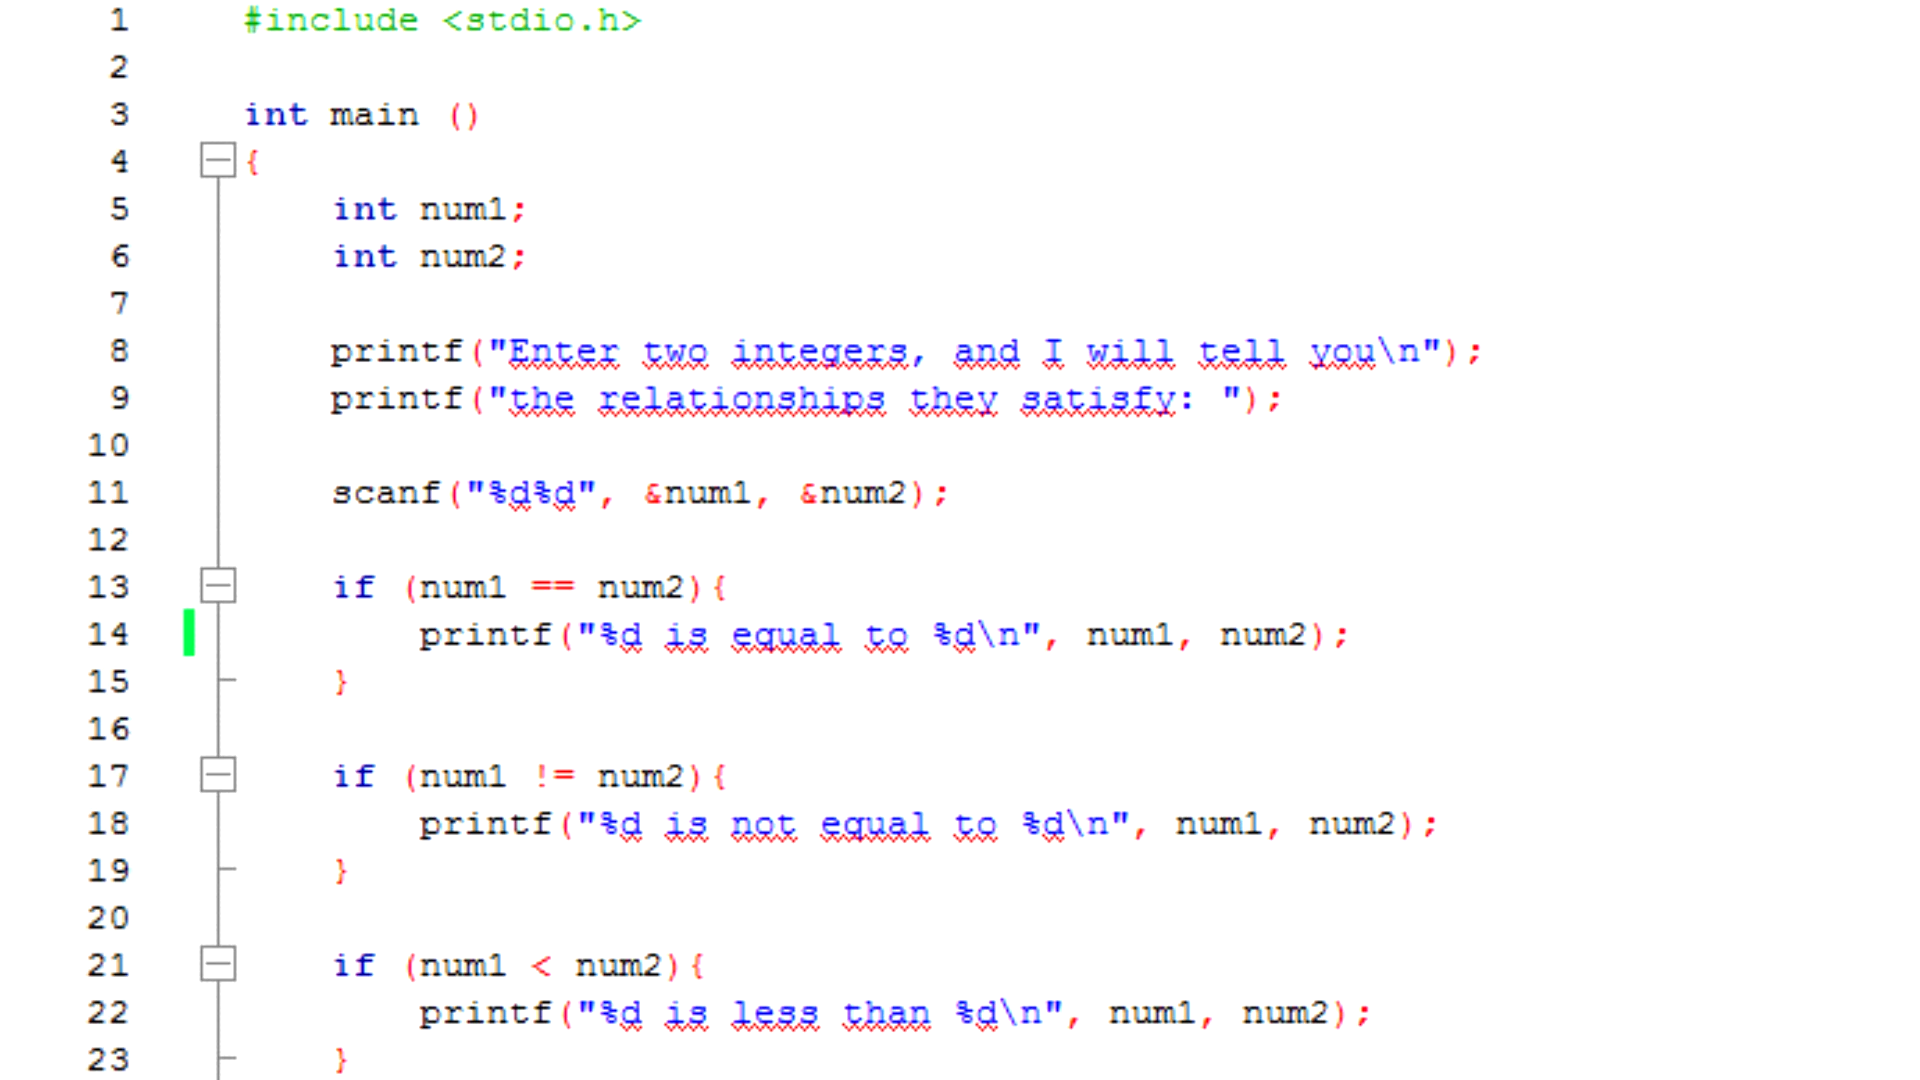 1 #include <stdio.h>
2
3 int main ()
4 {
5 int num1;
6 int num2;
7
8 printf("Enter two integers, and I will tell you\n");
9 printf("the relationships they satisfy: ");
10
11 scanf("%d%d", &num1, &num2);
12
13 if (num1 == num2){
14 printf("%d is equal to %d\n", num1, num2);
15 }
16
17 if (num1 != num2){
18 printf("%d is not equal to %d\n", num1, num2);
19 }
20
21 if (num1 < num2){
22 printf("%d is less than %d\n", num1, num2);
23 }